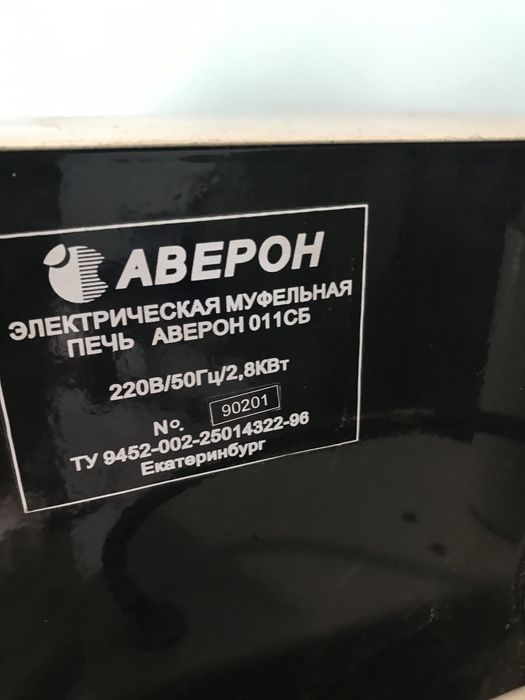 АВЕРОН
ЭЛЕКТРИЧЕСКАЯ МУФЕЛЬНАЯ
ПЕЧЬ АВЕРОН 011СБ
220В/50Гц/2,8КВт
№. 90201
ТУ 9452-002-25014322-96
Екатеринбург